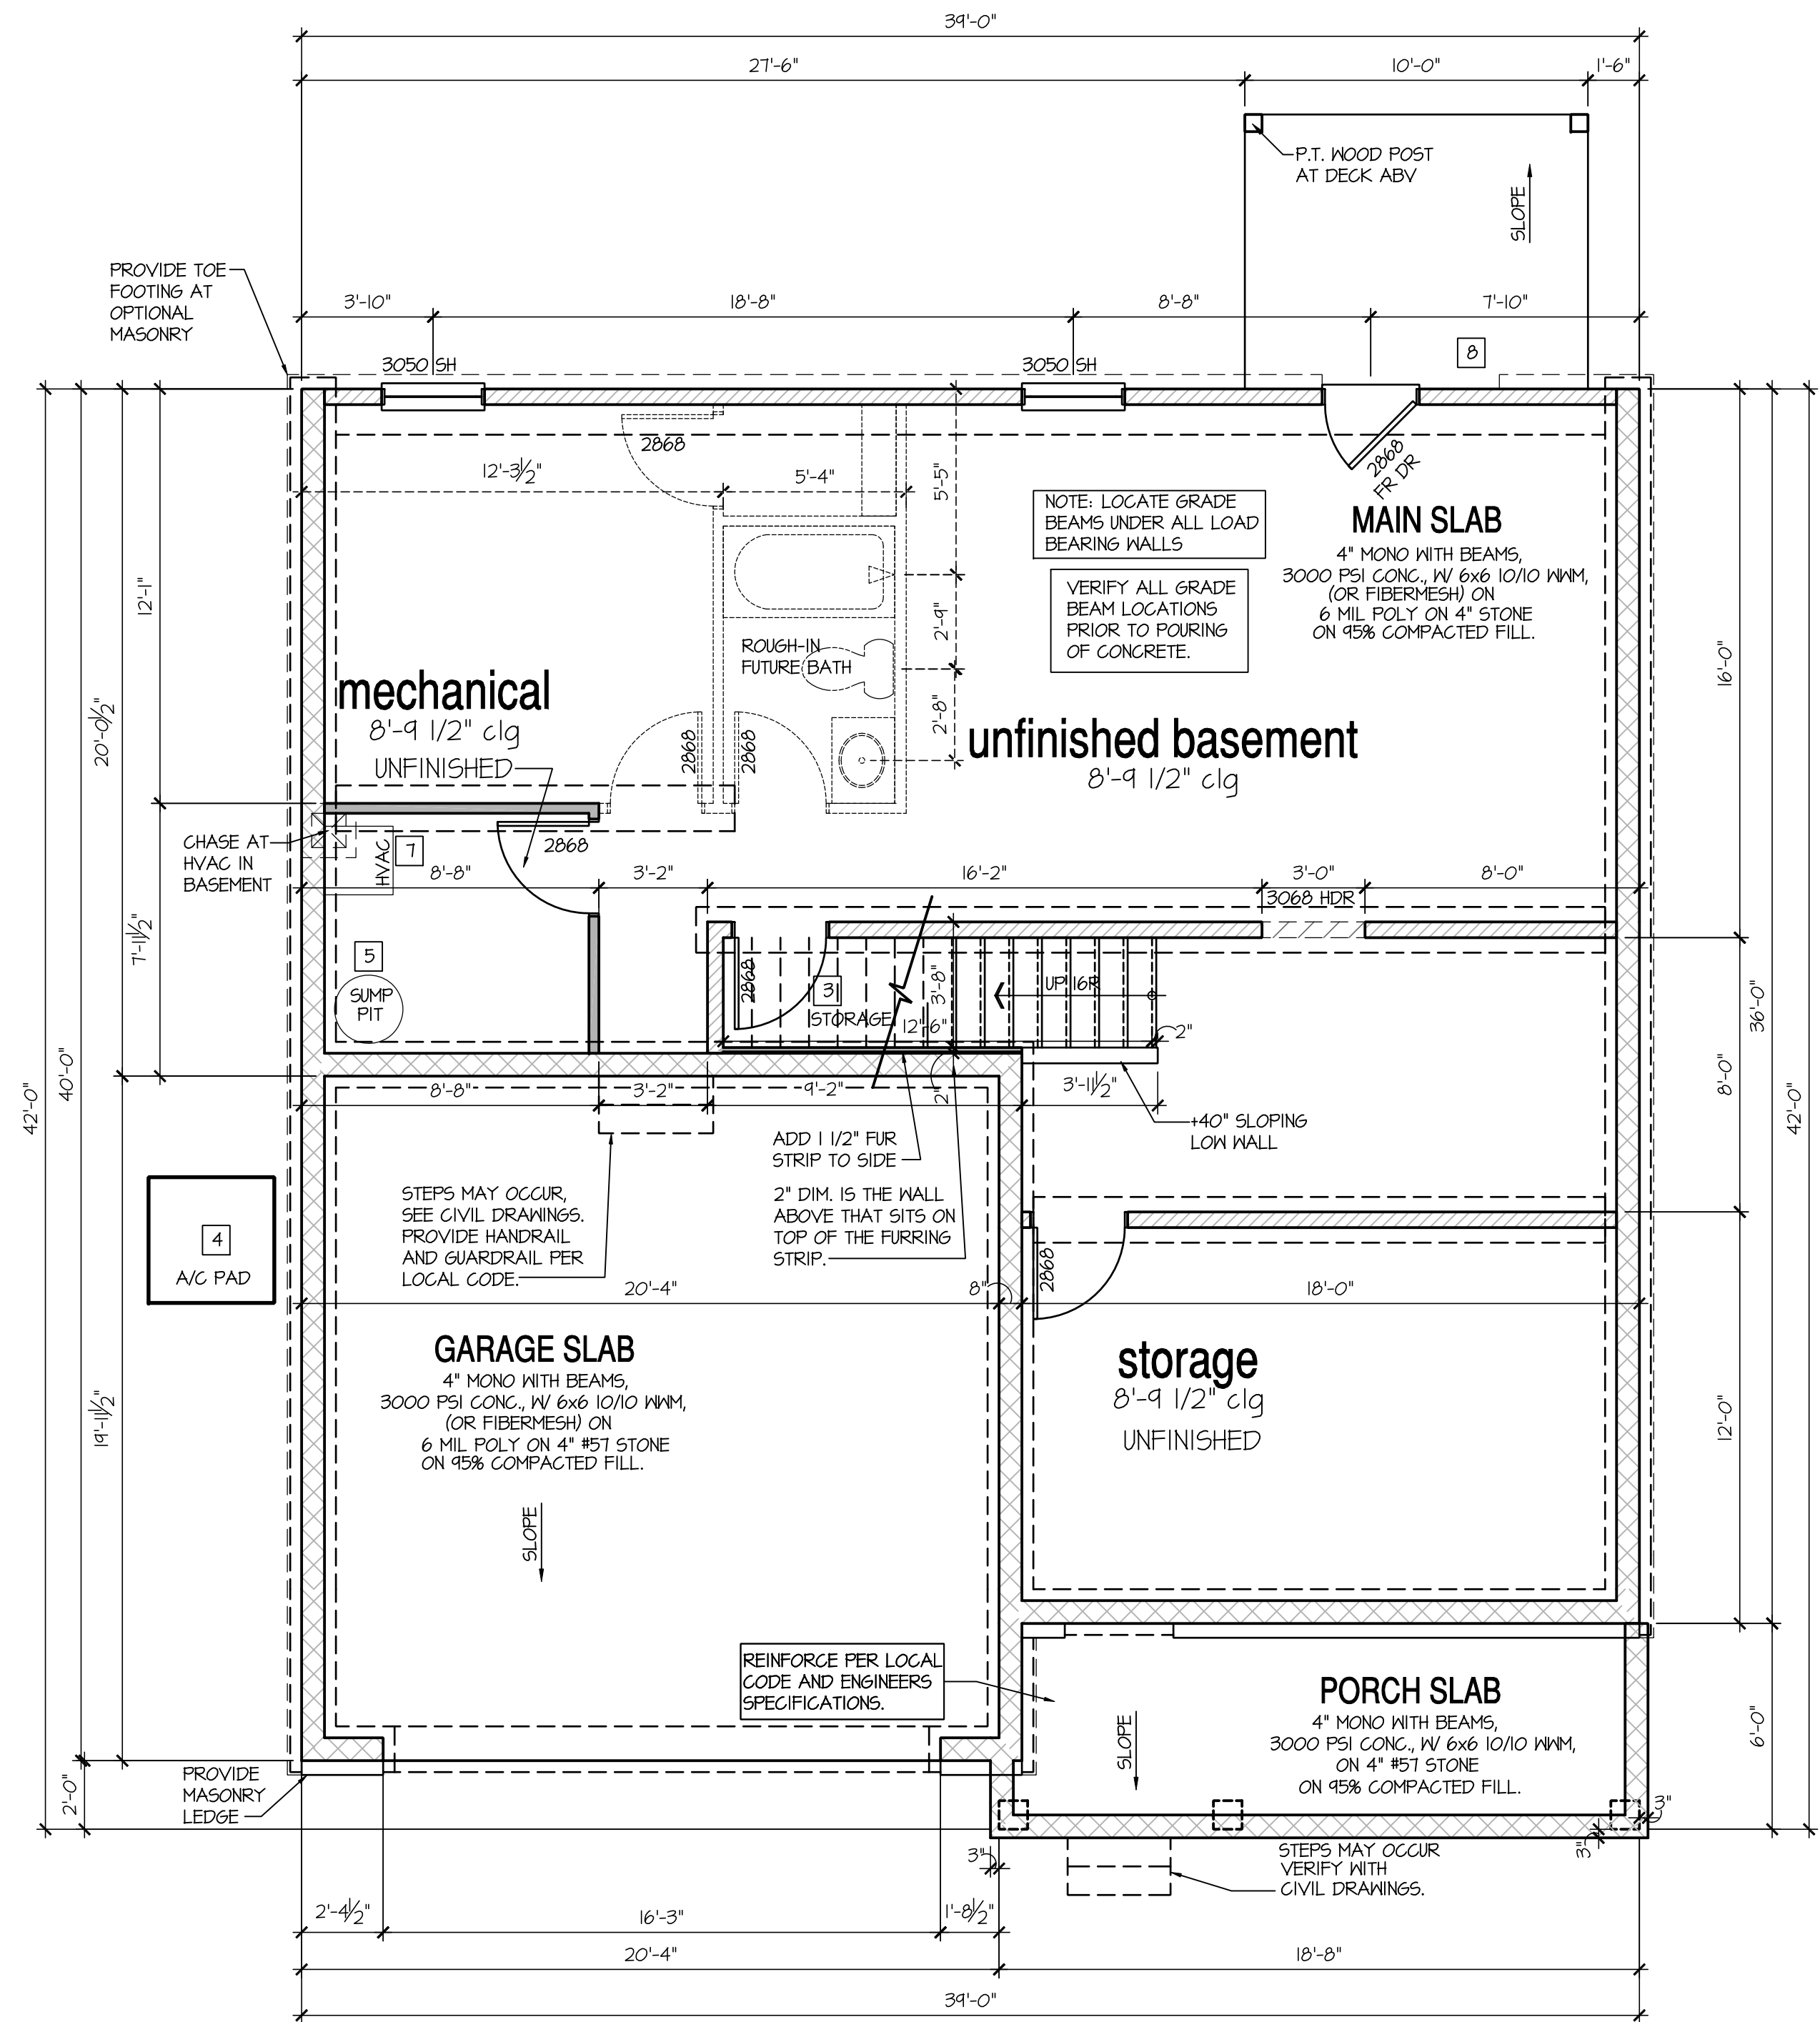 39'-0"
27'-6"
10'-0"
1'-6"
P.T. WOOD POST
AT DECK ABV
SLOPE
PROVIDE TOE
FOOTING AT
OPTIONAL
MASONRY
3'-10"
18'-8"
8'-8"
7'-10"
3050 SH
3050 SH
8
2868
2868
FR DR
12'-3½"
5'-4"
5'-5"
NOTE: LOCATE GRADE
BEAMS UNDER ALL LOAD
BEARING WALLS
MAIN SLAB
4" MONO WITH BEAMS,
3000 PSI CONC., W/ 6x6 10/10 WWM,
(OR FIBERMESH) ON
6 MIL POLY ON 4" STONE
ON 95% COMPACTED FILL.
VERIFY ALL GRADE
BEAM LOCATIONS
PRIOR TO POURING
OF CONCRETE.
12'-1"
2'-9"
ROUGH-IN
FUTURE BATH
16'-0"
mechanical
8'-9 1/2" clg
UNFINISHED
20'-0½"
2868
2868
2'-8"
unfinished basement
8'-9 1/2" clg
CHASE AT
HVAC IN
BASEMENT
HVAC
7
2868
8'-8"
3'-2"
16'-2"
3'-0"
8'-0"
3068 HDR
7'-11½"
5
SUMP
PIT
2868
3
STORAGE
3'-8"
12'-6"
UP 16R
2"
36'-0"
42'-0"
40'-0"
8'-8"
3'-2"
9'-2"
2"
3'-11½"
8'-0"
42'-0"
+40" SLOPING
LOW WALL
ADD 1 1/2" FUR
STRIP TO SIDE
2" DIM. IS THE WALL
ABOVE THAT SITS ON
TOP OF THE FURRING
STRIP.
STEPS MAY OCCUR,
SEE CIVIL DRAWINGS.
PROVIDE HANDRAIL
AND GUARDRAIL PER
LOCAL CODE.
4
A/C PAD
2868
20'-4"
8"
18'-0"
GARAGE SLAB
4" MONO WITH BEAMS,
3000 PSI CONC., W/ 6x6 10/10 WWM,
(OR FIBERMESH) ON
6 MIL POLY ON 4" #57 STONE
ON 95% COMPACTED FILL.
storage
8'-9 1/2" clg
UNFINISHED
19'-11½"
12'-0"
SLOPE
REINFORCE PER LOCAL
CODE AND ENGINEERS
SPECIFICATIONS.
PORCH SLAB
4" MONO WITH BEAMS,
3000 PSI CONC., W/ 6x6 10/10 WWM,
ON 4" #57 STONE
ON 95% COMPACTED FILL.
SLOPE
6'-0"
PROVIDE
MASONRY
LEDGE
2'-0"
3"
3"
3"
STEPS MAY OCCUR
VERIFY WITH
CIVIL DRAWINGS.
2'-4½"
16'-3"
1'-8½"
20'-4"
18'-8"
39'-0"